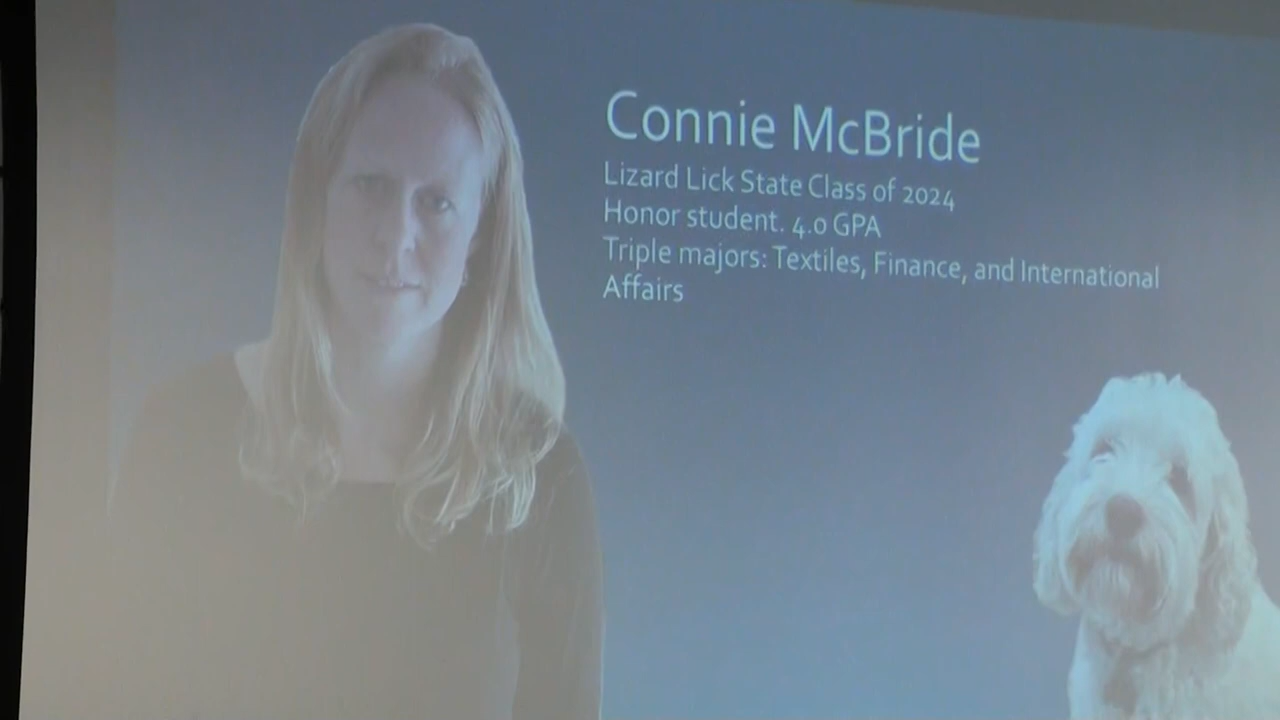 Connie McBride
Lizard Lick State Class of 2024
Honor student. 4.0 GPA
Triple majors: Textiles, Finance, and International
Affairs